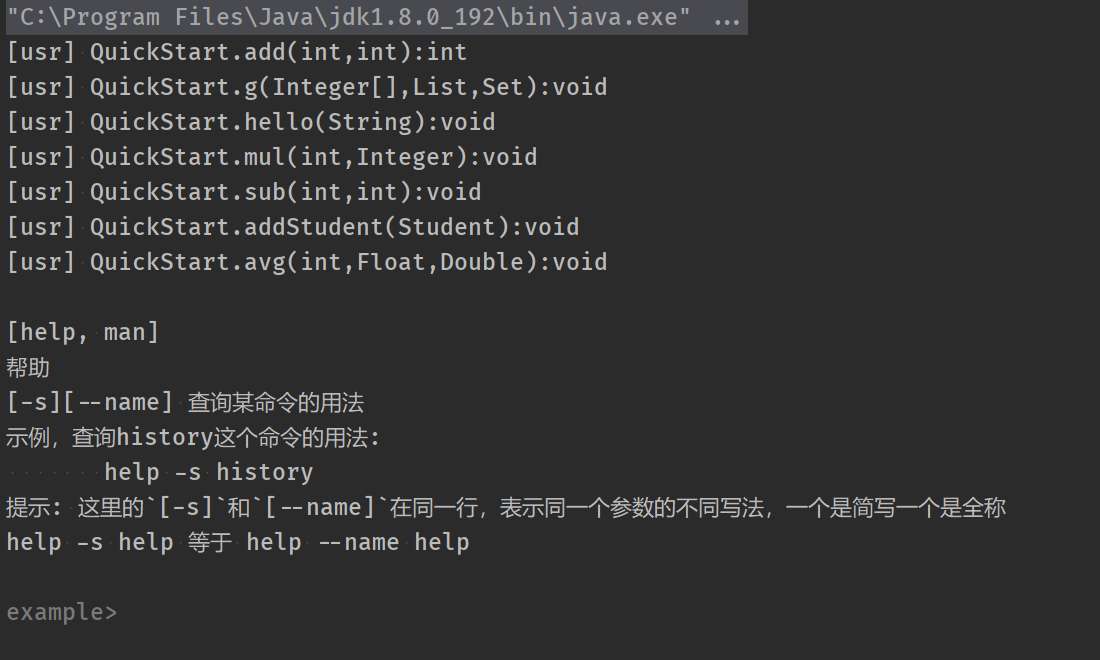 "C:\Program Files\Java\jdk1.8.0_192\bin\java.exe" ...
[usr] QuickStart.add(int,int):int
[usr] QuickStart.g(Integer[],List,Set):void
[usr] QuickStart.hello(String):void
[usr] QuickStart.mul(int,Integer):void
[usr] QuickStart.sub(int,int):void
[usr] QuickStart.addStudent(Student):void
[usr] QuickStart.avg(int,Float,Double):void
[help, man]
帮助
[-s][--name] 查询某命令的用法
示例，查询history这个命令的用法：
       help -s history
提示: 这里的`[-s]`和`[--name]`在同一行，表示同一个参数的不同写法，一个是简写一个是全称
help -s help 等于 help --name help
example>